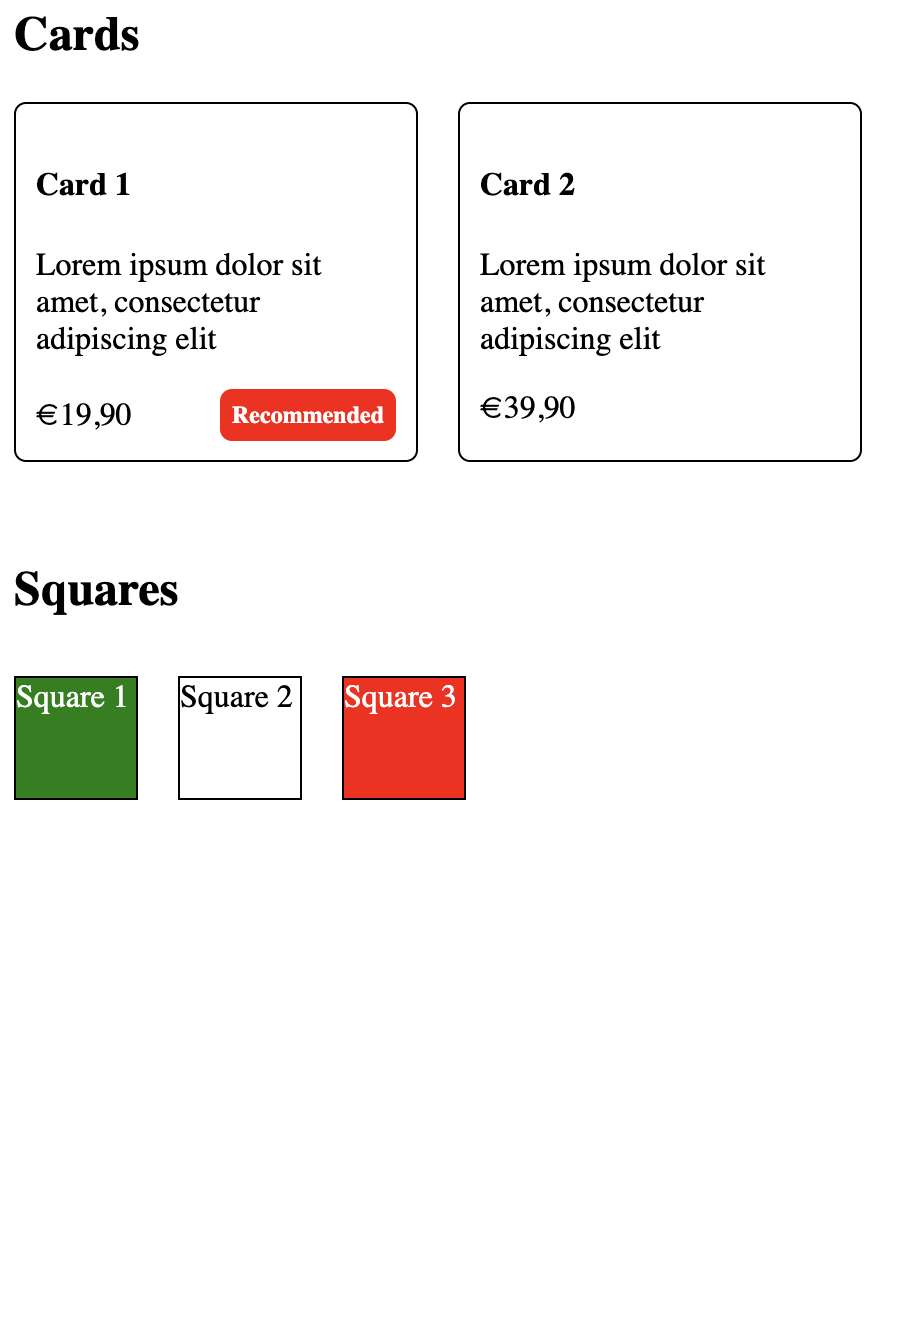 Cards
Card 1
Lorem ipsum dolor sit
amet, consectetur
adipiscing elit
€19,90
Recommended
Card 2
Lorem ipsum dolor sit
amet, consectetur
adipiscing elit
€39,90
Squares
Square 1
Square 2
Square 3